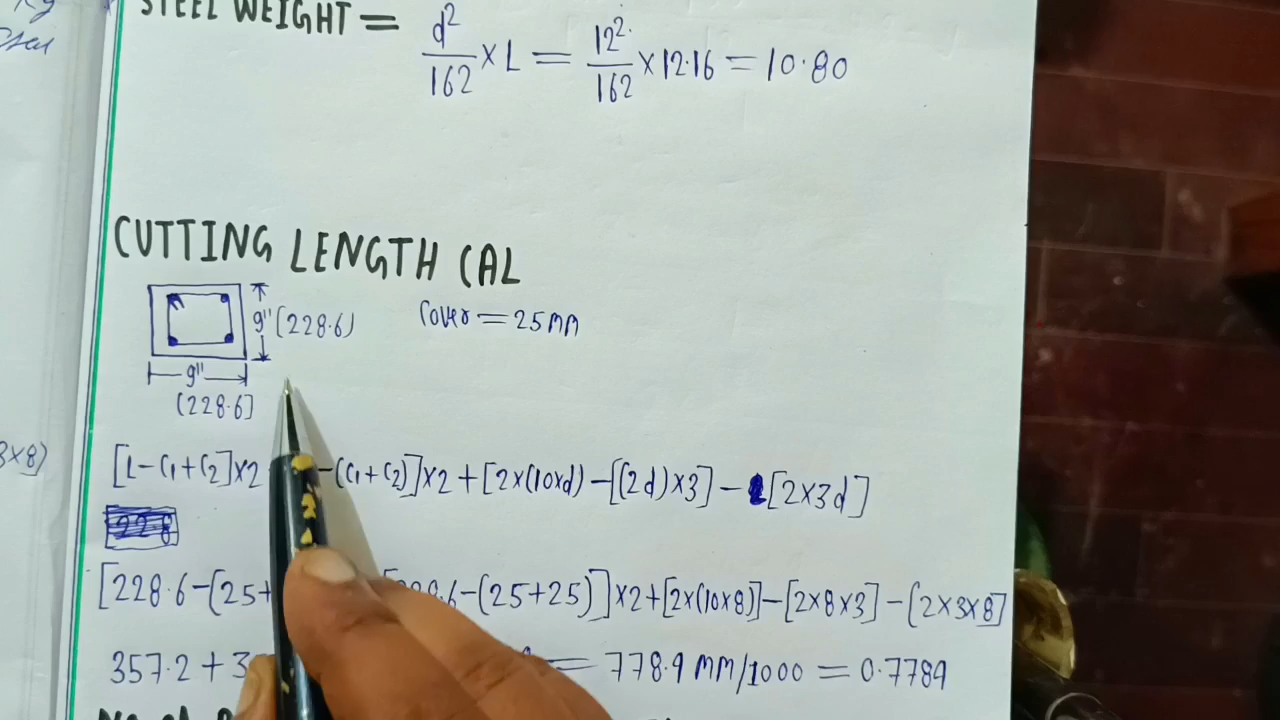 STEEL WEIGHT = d²/162 × L = 12²/162 × 12.16 = 10.80
CUTTING LENGTH CAL
9" (228.6) Cover = 25MM
9"
(228.6]
[L-C1+C2]×2 -(C1+C2)]×2+[2×(10×d)-[(2d)×3]-[2×3d]
[228.6-(25+ -(25+25)]×2+[2×(10×8)]-[2×8×3]-[2×3×8]
357.2+3 = 778.9 MM/1000 = 0.7789
3×8)